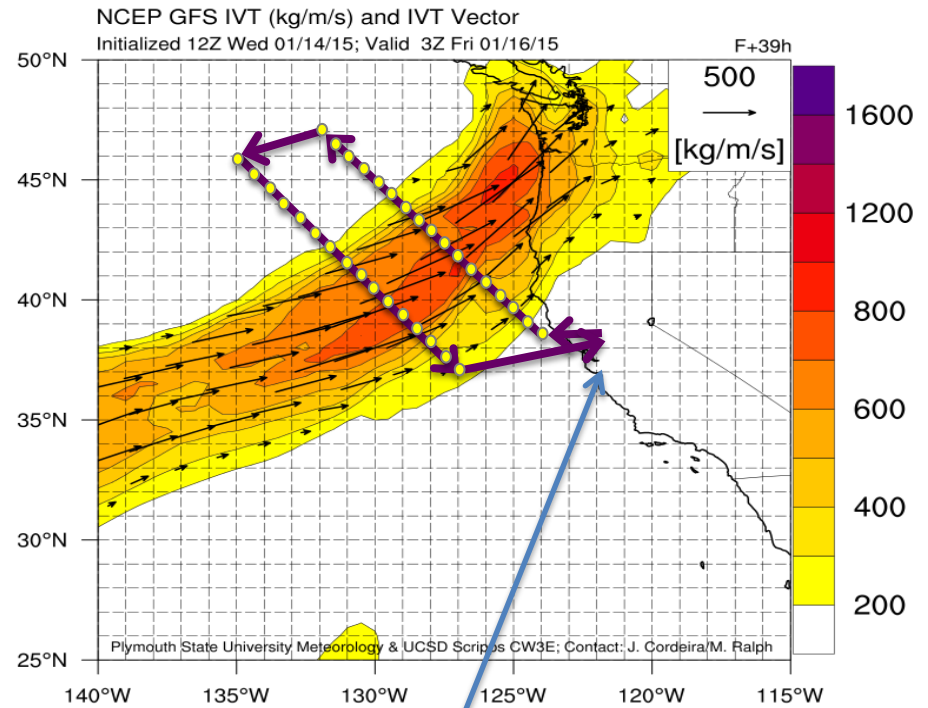 NCEP GFS IVT (kg/m/s) and IVT Vector
Initialized 12Z Wed 01/14/15; Valid 3Z Fri 01/16/15
F+39h
50°N
500
[kg/m/s]
1600
45°N
1200
40°N
800
35°N
600
400
30°N
200
Plymouth State University Meteorology & UCSD Scripps CW3E; Contact: J. Cordeira/M. Ralph
25°N
140°W 135°W 130°W 125°W 120°W 115°W